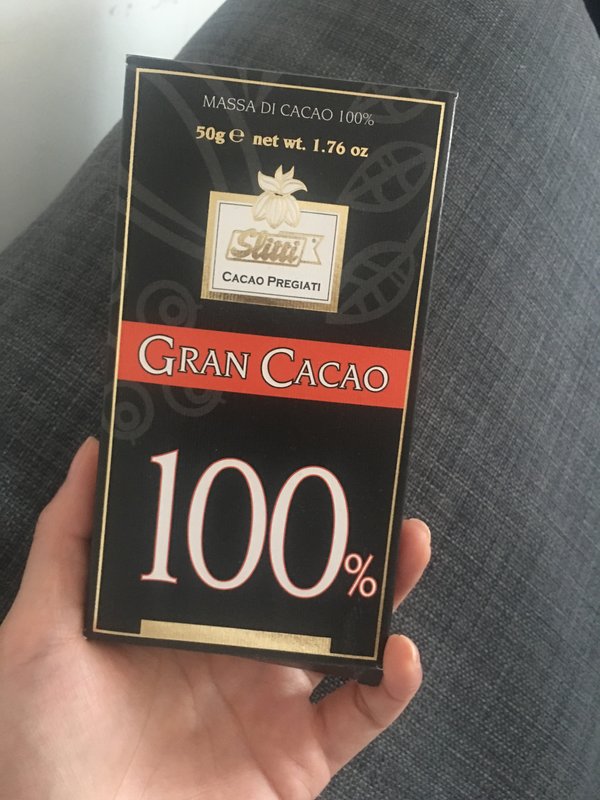 MASSA DI CACAO 100%
50g ℮ net wt. 1.76 oz
Slitti
CACAO PREGIATI
GRAN CACAO
100%